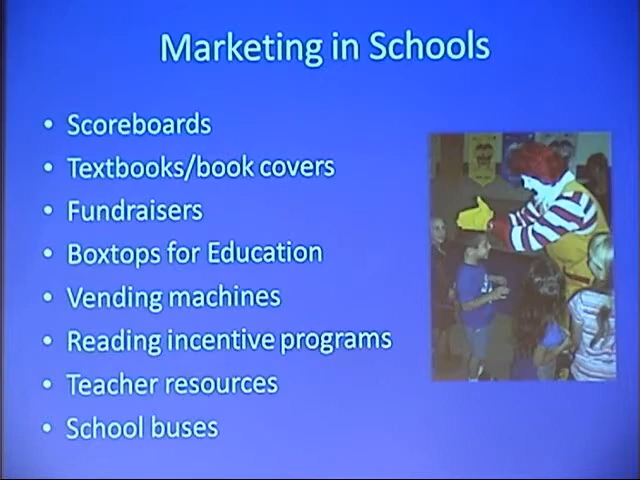 Marketing in Schools
• Scoreboards
• Textbooks/book covers
• Fundraisers
• Boxtops for Education
• Vending machines
• Reading incentive programs
• Teacher resources
• School buses